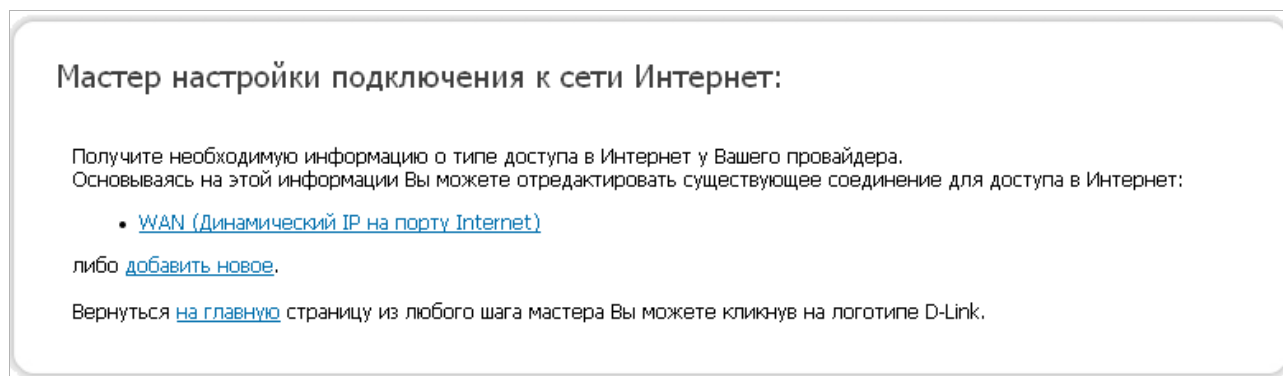 Мастер настройки подключения к сети Интернет:
Получите необходимую информацию о типе доступа в Интернет у Вашего провайдера.
Основываясь на этой информации Вы можете отредактировать существующее соединение для доступа в Интернет:
• WAN (Динамический IP на порту Internet)
либо добавить новое.
Вернуться на главную страницу из любого шага мастера Вы можете кликнув на логотипе D-Link.